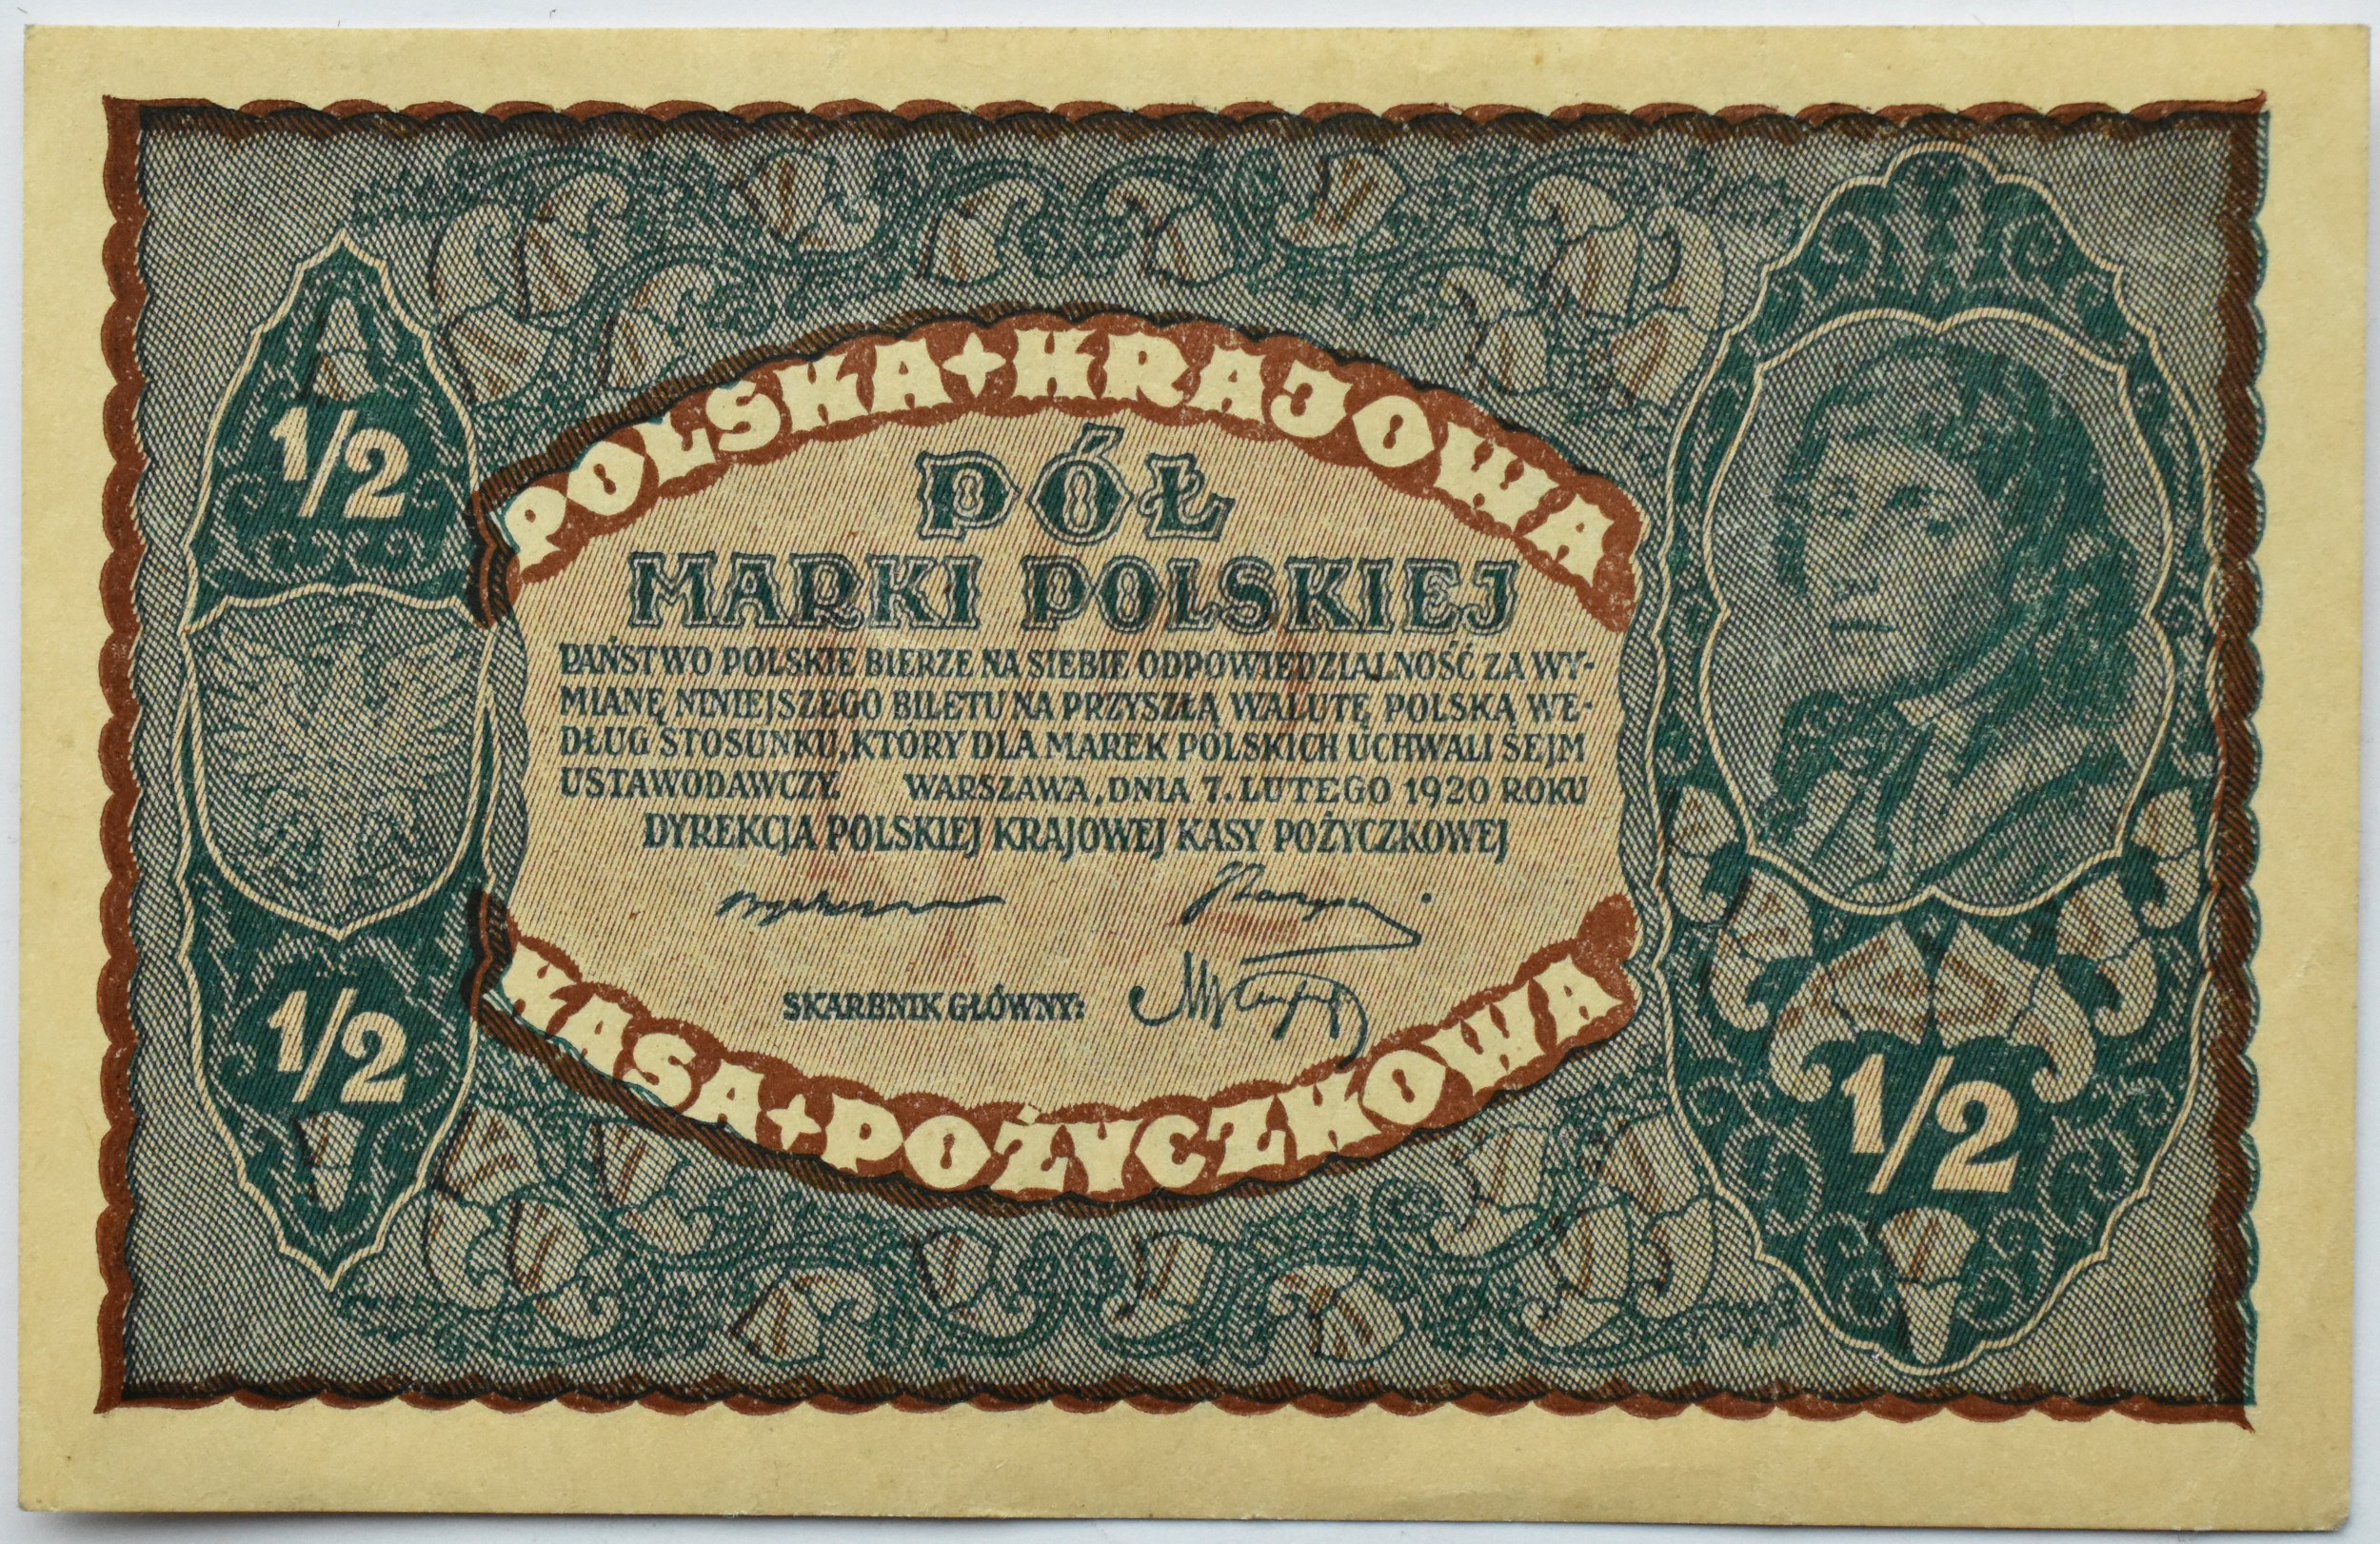 POLSKA + KRAJOWA
1/2
PÓŁ
MARKI POLSKIEJ
PAŃSTWO POLSKIE BIERZE NA SIEBIE ODPOWIEDZIALNOŚĆ ZA WY-
MIANĘ NINIEJSZEGO BILETU NA PRZYSZŁĄ WALUTĘ POLSKĄ WE-
DŁUG STOSUNKU, KTÓRY DLA MAREK POLSKICH UCHWALI SEJM
USTAWODAWCZY. WARSZAWA, DNIA 7. LUTEGO 1920 ROKU
DYREKCJA POLSKIEJ KRAJOWEJ KASY POŻYCZKOWEJ
SKARBNIK GŁÓWNY:
1/2
KASA + POŻYCZKOWA
1/2